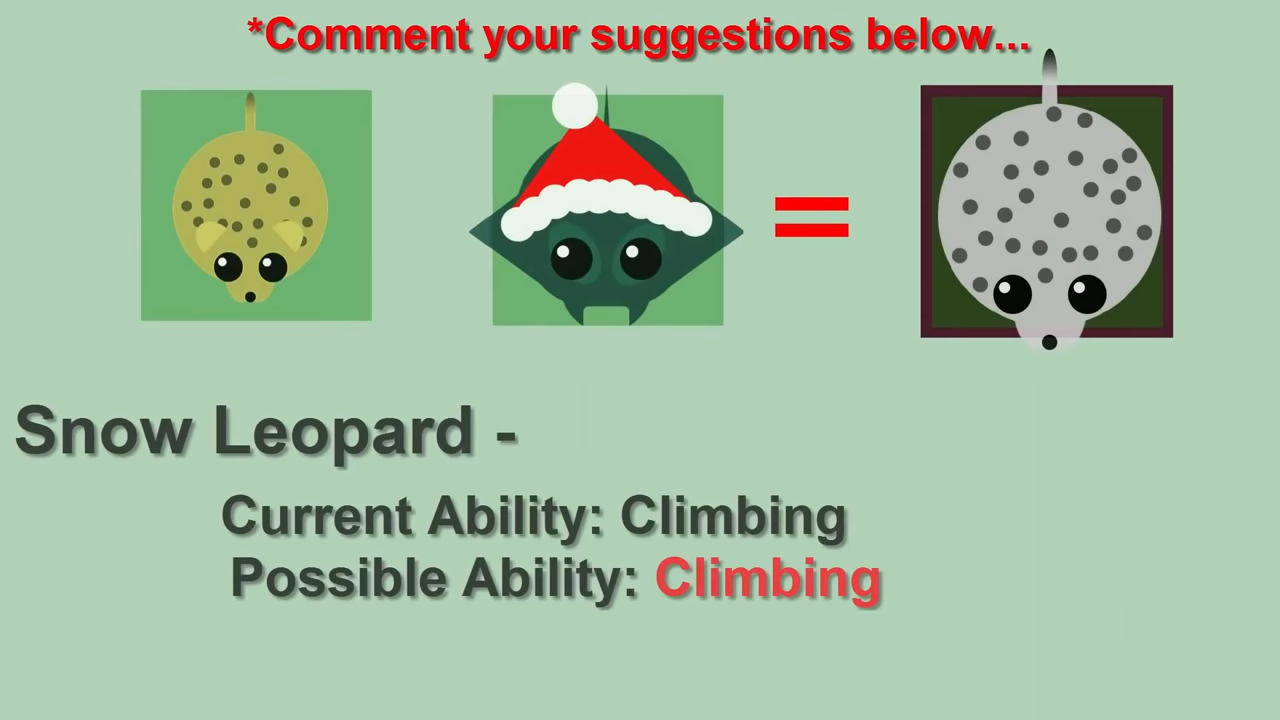 *Comment your suggestions below...
Snow Leopard -
Current Ability: Climbing
Possible Ability: Climbing